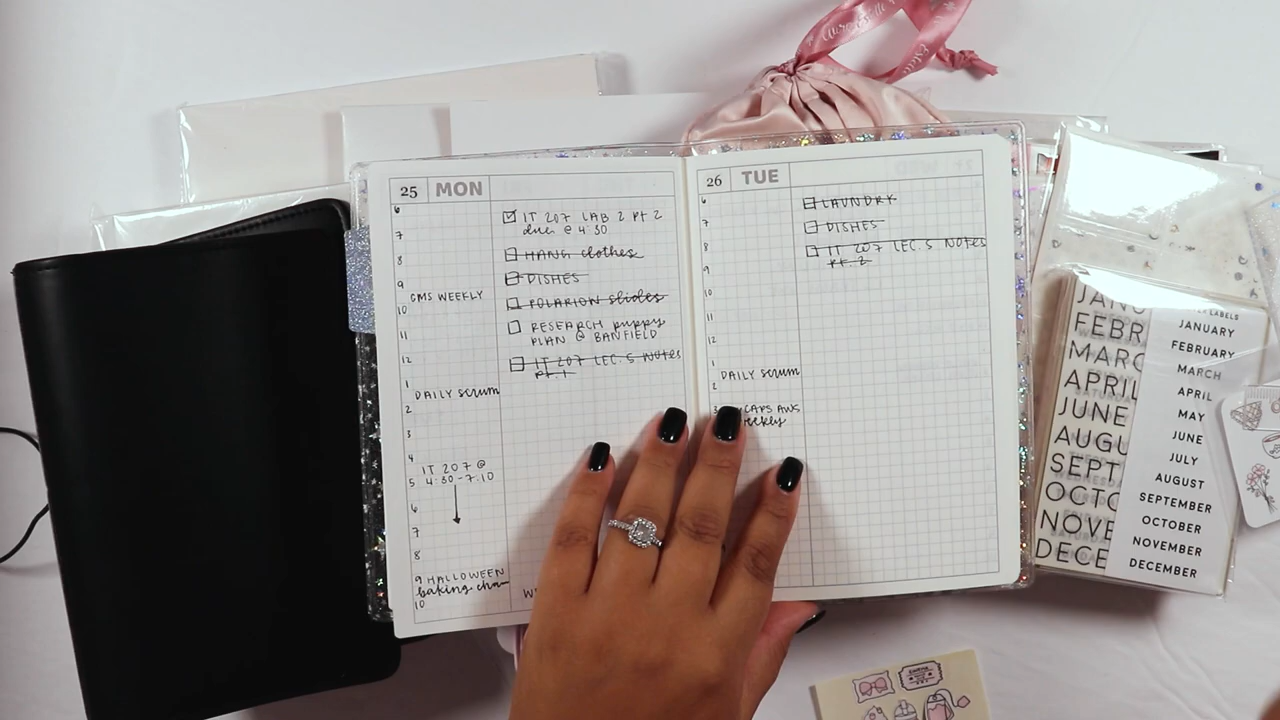 25 MON
6
7
8
9
10
11
12
1
2
3
4
5
6
7
8
9
10
GMS WEEKLY
DAILY scrum
IT 207 @
4:30-7:10
HALLOWEEN
baking
IT 207 LAB 2 PT 2
due @ 4:30
HANG clothes
DISHES
POLARION slides
RESEARCH puppy
PLAN @ BANFIELD
IT 207 LEC. 5 NOTES
PT. 1
26 TUE
6
7
8
9
10
11
12
1
2
3
DAILY scrum
CAPS AWS
weekly
LAUNDRY
DISHES
IT 207 LEC. 5 NOTES
PT. 2
JANU
FEBR
MARC
APRIL
JUNE
AUGU
SEPT
OCTO
NOVE
DECE
LABELS
JANUARY
FEBRUARY
MARCH
APRIL
MAY
JUNE
JULY
AUGUST
SEPTEMBER
OCTOBER
NOVEMBER
DECEMBER